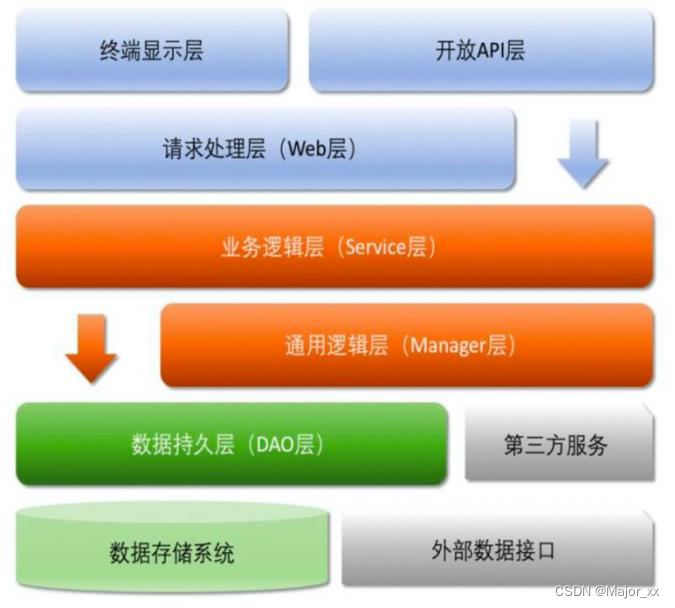 终端显示层
开放API层
请求处理层（Web层）
业务逻辑层（Service层）
通用逻辑层（Manager层）
数据持久层（DAO层）
第三方服务
数据存储系统
外部数据接口
CSDN @Major_xx